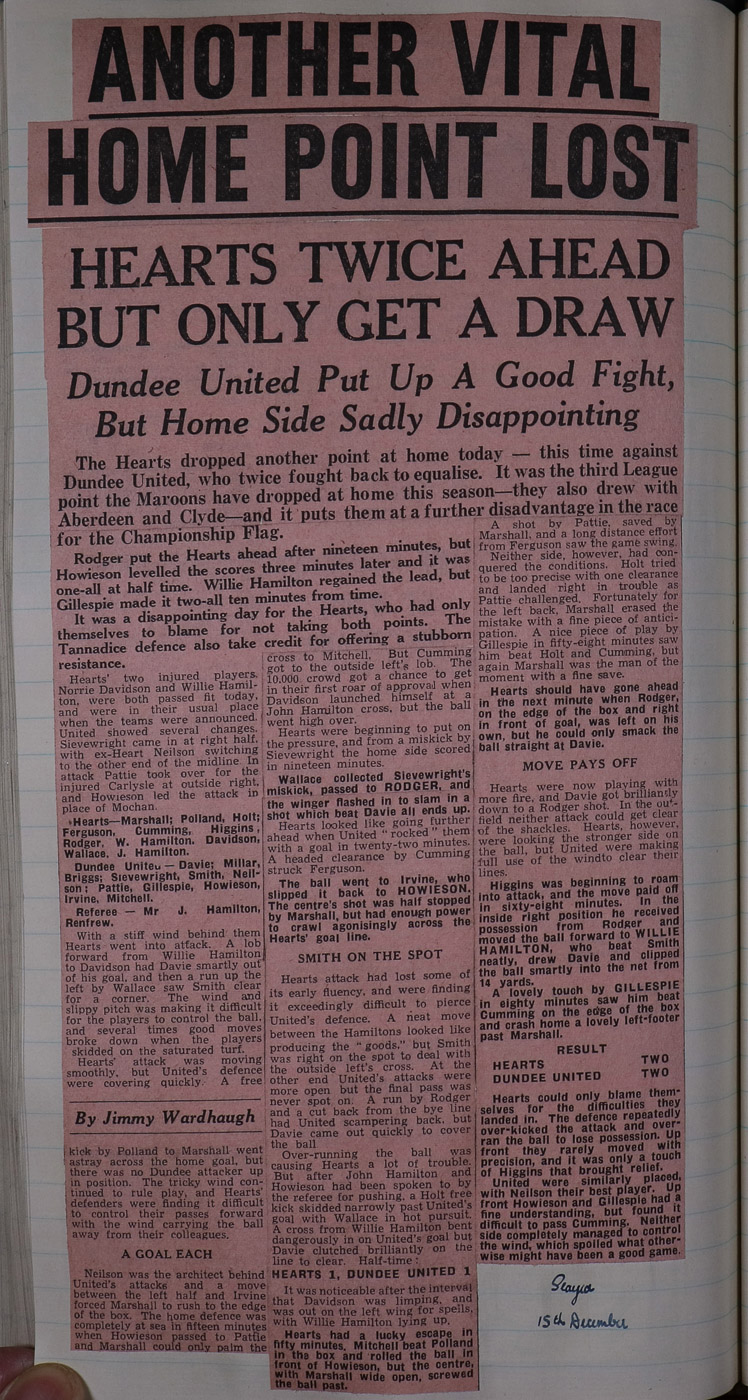 ANOTHER VITAL
HOME POINT LOST
HEARTS TWICE AHEAD
BUT ONLY GET A DRAW
Dundee United Put Up A Good Fight,
But Home Side Sadly Disappointing
The Hearts dropped another point at home today — this time against
Dundee United, who twice fought back to equalise. It was the third League
point the Maroons have dropped at home this season—they also drew with
Aberdeen and Clyde—and it puts them at a further disadvantage in the race
for the Championship Flag.
Rodger put the Hearts ahead after nineteen minutes, but
Howieson levelled the scores three minutes later and it was
one-all at half time. Willie Hamilton regained the lead, but
Gillespie made it two-all ten minutes from time.
It was a disappointing day for the Hearts, who had only
themselves to blame for not taking both points. The
Tannadice defence also take credit for offering a stubborn
resistance.
Hearts' two injured players,
Norrie Davidson and Willie Hamil-
ton, were both passed fit today,
and were in their usual place
when the teams were announced.
United showed several changes.
Sievewright came in at right half,
with ex-Heart Neilson switching
to the other end of the midline. In
attack Pattie took over for the
injured Carlysle at outside right,
and Howieson led the attack in
place of Mochan.
Hearts—Marshall; Polland, Holt;
Ferguson, Cumming, Higgins,
Rodger, W. Hamilton, Davidson,
Wallace, J. Hamilton.
Dundee United — Davie; Millar,
Briggs; Sievewright, Smith, Neil-
son; Pattie, Gillespie, Howieson,
Irvine, Mitchell.
Referee — Mr J. Hamilton,
Renfrew.
With a stiff wind behind them
Hearts went into attack. A lob
forward from Willie Hamilton
to Davidson had Davie smartly out
of his goal, and then a run up the
left by Wallace saw Smith clear
for a corner. The wind and
slippy pitch was making it difficult
for the players to control the ball,
and several times good moves
broke down when the players
skidded on the saturated turf.
Hearts' attack was moving
smoothly, but United's defence
were covering quickly. A free
By Jimmy Wardhaugh
kick by Polland to Marshall went
astray across the home goal, but
there was no Dundee attacker up
in position. The tricky wind con-
tinued to rule play, and Hearts'
defenders were finding it difficult
to control their passes forward
with the wind carrying the ball
away from their colleagues.
A GOAL EACH
Neilson was the architect behind
United's attacks and a move
between the left half and Irvine
forced Marshall to rush to the edge
of the box. The home defence was
completely at sea in fifteen minutes
when Howieson passed to Pattie
and Marshall could only palm the
cross to Mitchell. But Cumming
got to the outside left's lob. The
10,000 crowd got a chance to get
in their first roar of approval when
Davidson launched himself at a
John Hamilton cross, but the ball
went high over.
Hearts were beginning to put on
the pressure, and from a miskick by
Sievewright the home side scored
in nineteen minutes.
Wallace collected Sievewright's
miskick, passed to RODGER, and
the winger flashed in to slam in a
shot which beat Davie all ends up.
Hearts looked like going further
ahead when United "rocked" them
with a goal in twenty-two minutes.
A headed clearance by Cumming
struck Ferguson.
The ball went to Irvine, who
slipped it back to HOWIESON.
The centre's shot was half stopped
by Marshall, but had enough power
to crawl agonisingly across the
Hearts' goal line.
SMITH ON THE SPOT
Hearts attack had lost some of
its early fluency, and were finding
it exceedingly difficult to pierce
United's defence. A neat move
between the Hamiltons looked like
producing the "goods," but Smith
was right on the spot to deal with
the outside left's cross. At the
other end United's attacks were
more open but the final pass was
never spot on. A run by Rodger
and a cut back from the bye line
had United scampering back, but
Davie came out quickly to cover
the ball.
Over-running the ball was
causing Hearts a lot of trouble.
But after John Hamilton and
Howieson had been spoken to by
the referee for pushing, a Holt free
kick skidded narrowly past United's
goal with Wallace in hot pursuit.
A cross from Willie Hamilton bent
dangerously in on United's goal but
Davie clutched brilliantly on the
line to clear. Half-time:
HEARTS 1, DUNDEE UNITED 1
It was noticeable after the interval
that Davidson was limping, and
was out on the left wing for spells,
with Willie Hamilton lying up.
Hearts had a lucky escape in
fifty minutes, Mitchell beat Polland
in the box and rolled the ball in
front of Howieson, but the centre,
with Marshall wide open, screwed
the ball past.
A shot by Pattie, saved by
Marshall, and a long distance effort
from Ferguson saw the game swing.
Neither side, however, had con-
quered the conditions. Holt tried
to be too precise with one clearance
and landed right in trouble as
Pattie challenged. Fortunately for
the left back, Marshall erased the
mistake with a fine piece of antici-
pation. A nice piece of play by
Gillespie in fifty-eight minutes saw
him beat Holt and Cumming, but
again Marshall was the man of the
moment with a fine save.
Hearts should have gone ahead
in the next minute when Rodger,
on the edge of the box and right
in front of goal, was left on his
own, but he could only smack the
ball straight at Davie.
MOVE PAYS OFF
Hearts were now playing with
more fire, and Davie got brilliantly
down to a Rodger shot. In the out-
field neither attack could get clear
of the shackles. Hearts, however,
were looking the stronger side on
the ball, but United were making
full use of the windto clear their
lines.
Higgins was beginning to roam
into attack, and the move paid off
in sixty-eight minutes. In the
inside right position he received
possession from Rodger and
moved the ball forward to WILLIE
HAMILTON, who beat Smith
neatly, drew Davie and clipped
the ball smartly into the net from
14 yards.
A lovely touch by GILLESPIE
in eighty minutes saw him beat
Cumming on the edge of the box
and crash home a lovely left-footer
past Marshall.
RESULT
HEARTS TWO
DUNDEE UNITED TWO
Hearts could only blame them-
selves for the difficulties they
landed in. The defence repeatedly
over-kicked the attack and over-
ran the ball to lose possession. Up
front they rarely moved with
precision, and it was only a touch
of Higgins that brought relief.
United were similarly placed,
with Neilson their best player. Up
front Howieson and Gillespie had a
fine understanding, but found it
difficult to pass Cumming. Neither
side completely managed to control
the wind, which spoiled what other-
wise might have been a good game.
15th December